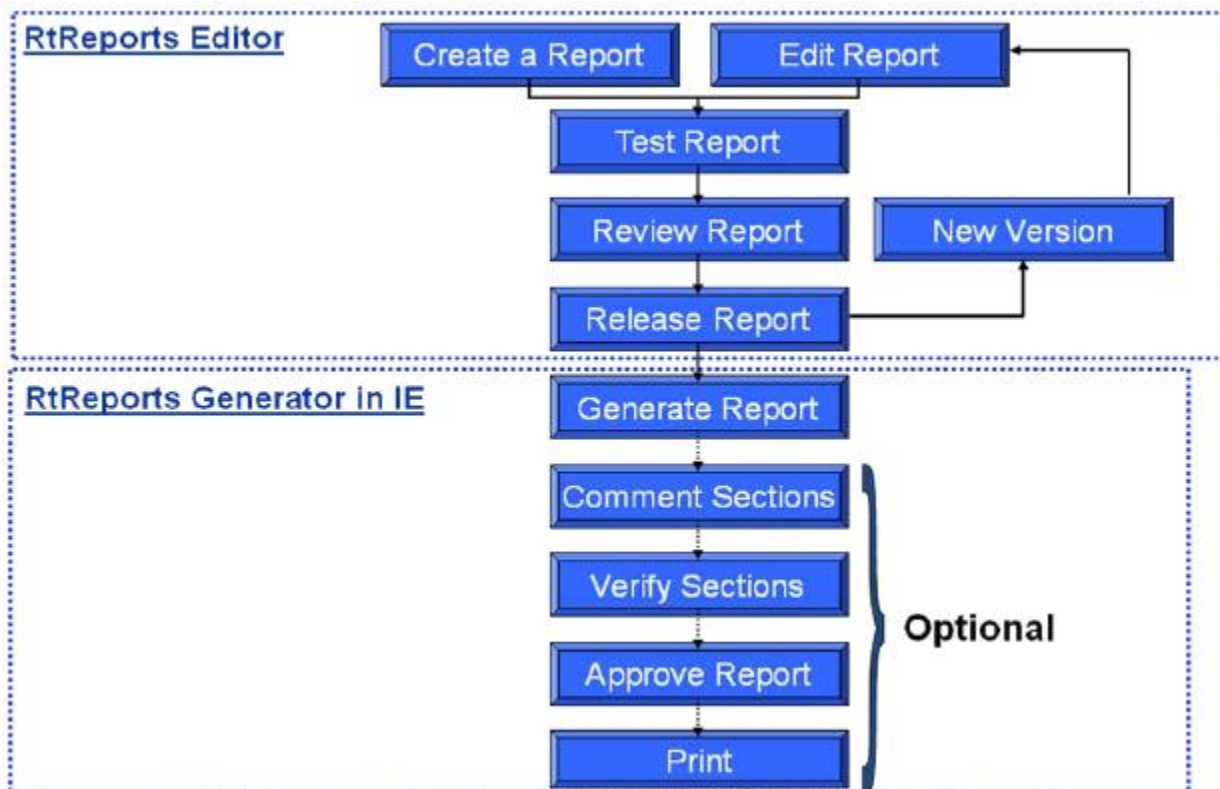 RtReports Editor
Create a Report
Edit Report
Test Report
Review Report
New Version
Release Report
RtReports Generator in IE
Generate Report
Comment Sections
Verify Sections
Optional
Approve Report
Print